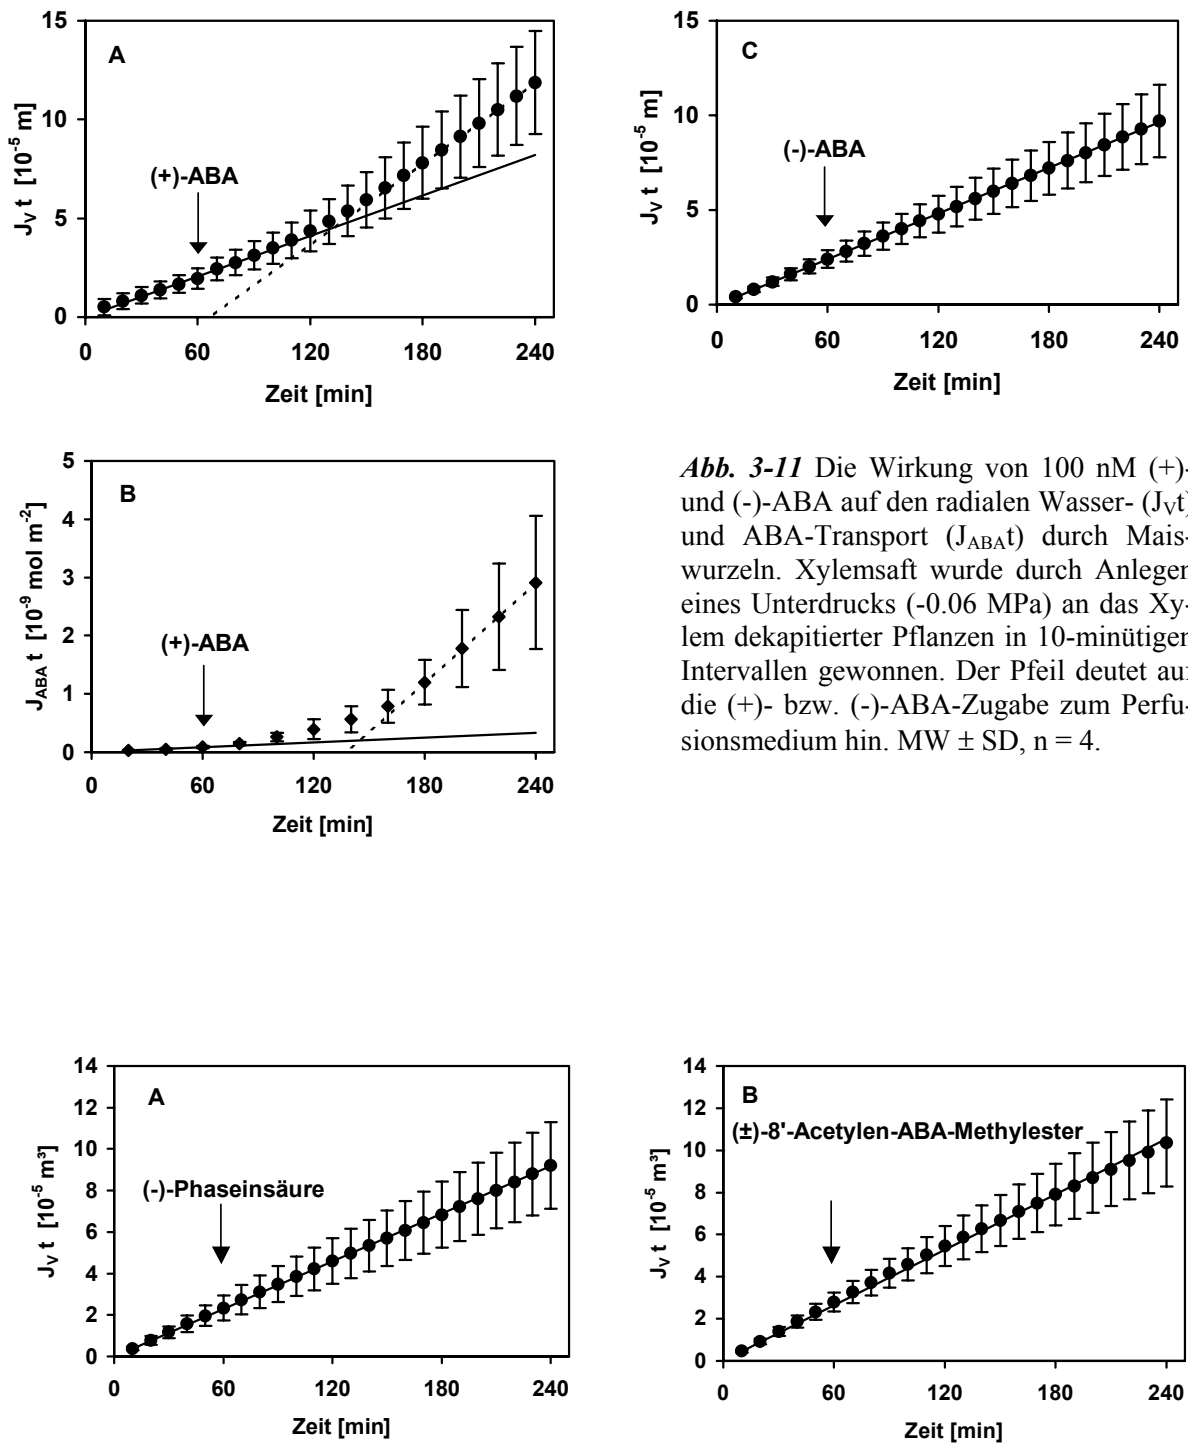 A
(+)-ABA
J_V t [10⁻⁵ m]
15
10
5
0
0 60 120 180 240
Zeit [min]
C
(-)-ABA
J_V t [10⁻⁵ m]
15
10
5
0
0 60 120 180 240
Zeit [min]
B
(+)-ABA
J_ABA t [10⁻⁹ mol m⁻²]
5
4
3
2
1
0
0 60 120 180 240
Zeit [min]
Abb. 3-11 Die Wirkung von 100 nM (+)-
und (-)-ABA auf den radialen Wasser- (J_Vt)
und ABA-Transport (J_ABAt) durch Mais-
wurzeln. Xylemsaft wurde durch Anlegen
eines Unterdrucks (-0.06 MPa) an das Xy-
lem dekapitierter Pflanzen in 10-minütigen
Intervallen gewonnen. Der Pfeil deutet auf
die (+)- bzw. (-)-ABA-Zugabe zum Perfu-
sionsmedium hin. MW ± SD, n = 4.
A
(-)-Phaseinsäure
J_V t [10⁻⁵ m³]
14
12
10
8
6
4
2
0
0 60 120 180 240
Zeit [min]
B
(±)-8'-Acetylen-ABA-Methylester
J_V t [10⁻⁵ m³]
14
12
10
8
6
4
2
0
0 60 120 180 240
Zeit [min]